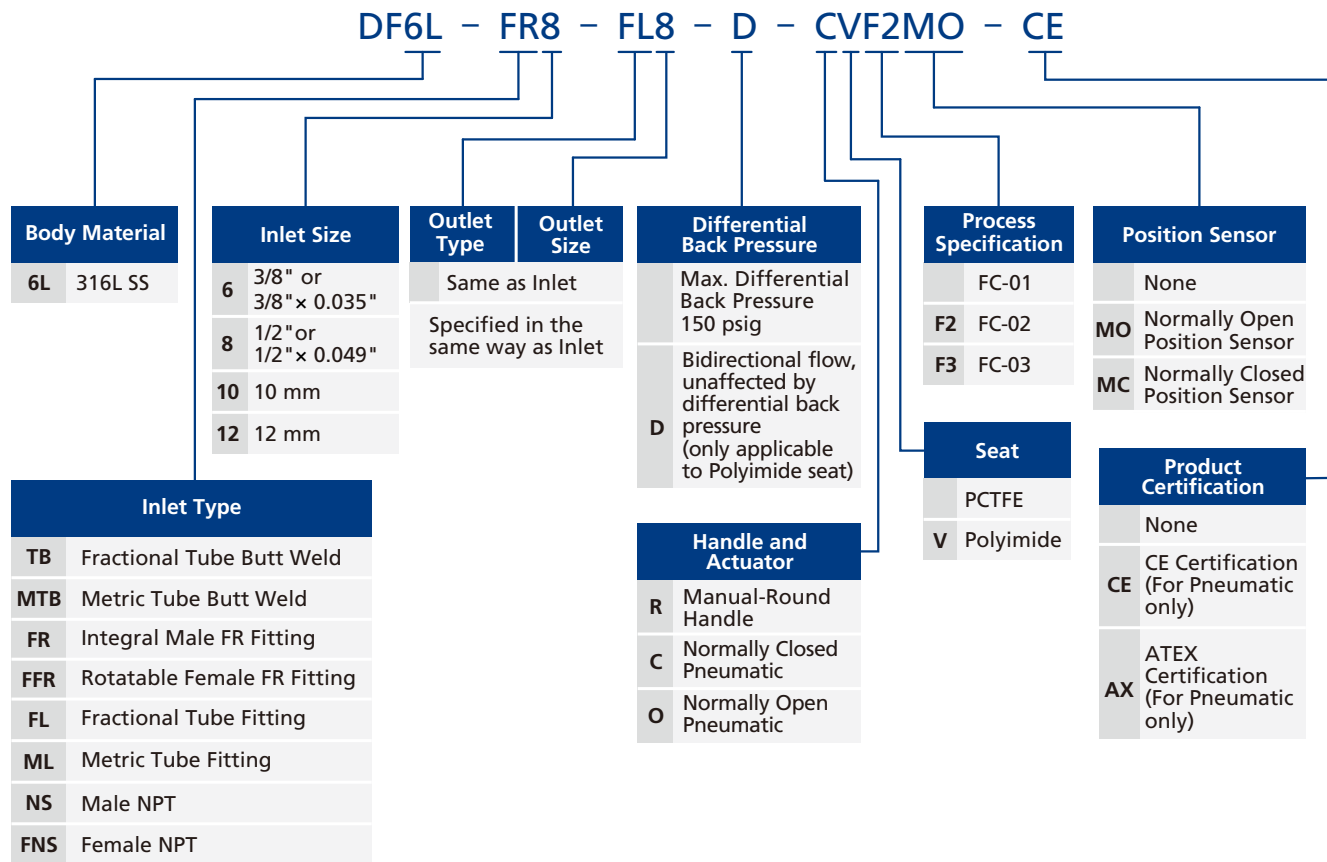 DF6L – FR8 – FL8 – D – CVF2MO – CE
Body Material
6L 316L SS
Inlet Size
6 3/8" or
3/8"× 0.035"
8 1/2"or
1/2"× 0.049"
10 10 mm
12 12 mm
Outlet
Type
Outlet
Size
Same as Inlet
Specified in the
same way as Inlet
Differential
Back Pressure
Max. Differential
Back Pressure
150 psig
D Bidirectional flow,
unaffected by
differential back
pressure
(only applicable
to Polyimide seat)
Process
Specification
FC-01
F2 FC-02
F3 FC-03
Position Sensor
None
MO Normally Open
Position Sensor
MC Normally Closed
Position Sensor
Inlet Type
TB Fractional Tube Butt Weld
MTB Metric Tube Butt Weld
FR Integral Male FR Fitting
FFR Rotatable Female FR Fitting
FL Fractional Tube Fitting
ML Metric Tube Fitting
NS Male NPT
FNS Female NPT
Handle and
Actuator
R Manual-Round
Handle
C Normally Closed
Pneumatic
O Normally Open
Pneumatic
Seat
PCTFE
V Polyimide
Product
Certification
None
CE CE Certification
(For Pneumatic
only)
AX ATEX
Certification
(For Pneumatic
only)